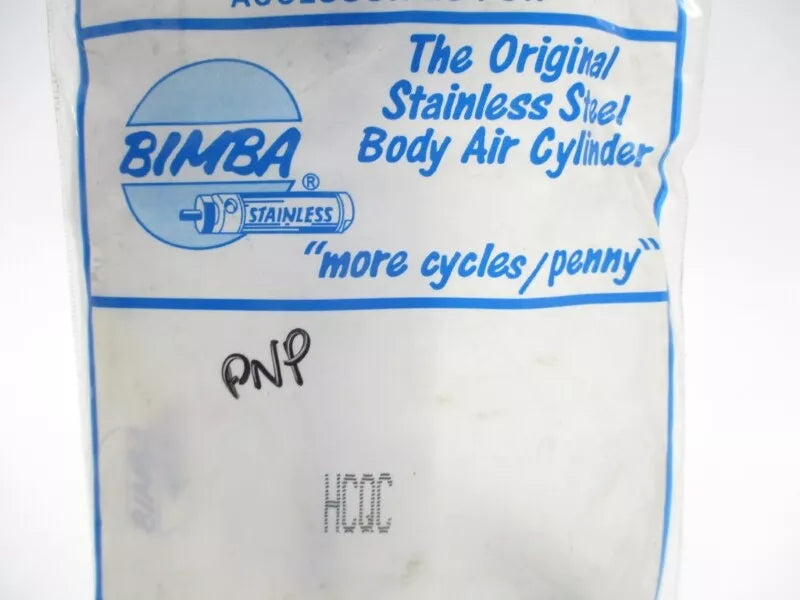 The Original
Stainless Steel
Body Air Cylinder
BIMBA
®
STAINLESS
"more cycles/penny"
PNP
HCQC